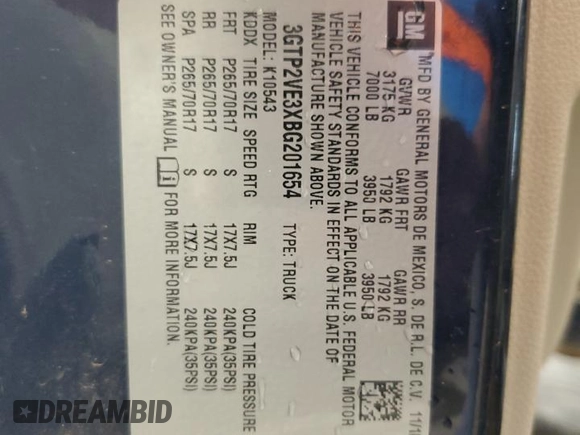 GM
MFD BY GENERAL MOTORS DE MEXICO, S. DE R.L. DE C.V. 11/1
GVWR GAWR FRT GAWR RR
3175 KG 1792 KG 1792 KG
7000 LB 3950 LB 3950 LB
THIS VEHICLE CONFORMS TO ALL APPLICABLE U.S. FEDERAL MOTOR
VEHICLE SAFETY STANDARDS IN EFFECT ON THE DATE OF
MANUFACTURE SHOWN ABOVE.
3GTP2VE3XBG201654 TYPE: TRUCK
MODEL: K10543
KDDX TIRE SIZE SPEED RTG RIM COLD TIRE PRESSURE
FRT P265/70R17 S 17X7.5J 240KPA(35PSI)
RR P265/70R17 S 17X7.5J 240KPA(35PSI)
SPA P265/70R17 S 17X7.5J 240KPA(35PSI)
SEE OWNER'S MANUAL i FOR MORE INFORMATION.
DREAMBID